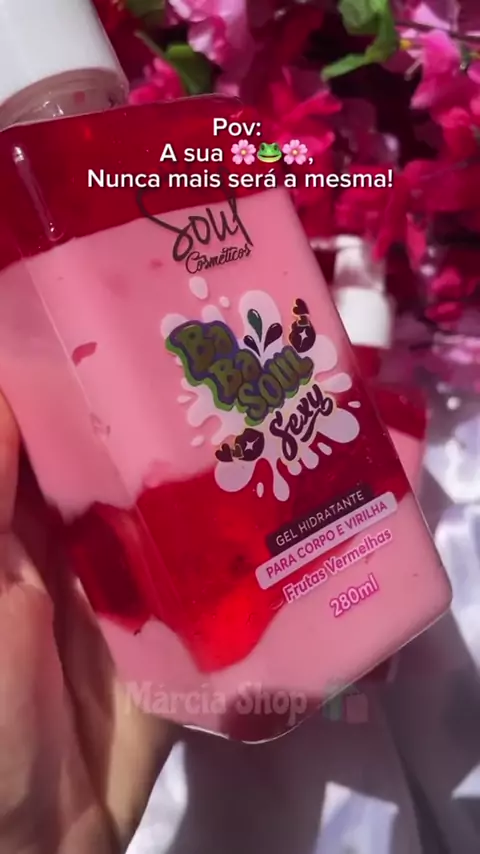 Pov:
A sua 🌸🐸🌸,
Nunca mais será a mesma!
Soul
Cosméticos
BA
BA
SOUL
Sexy
GEL HIDRATANTE
PARA CORPO E VIRILHA
Frutas Vermelhas
280ml
Márcia Shop 🛍️